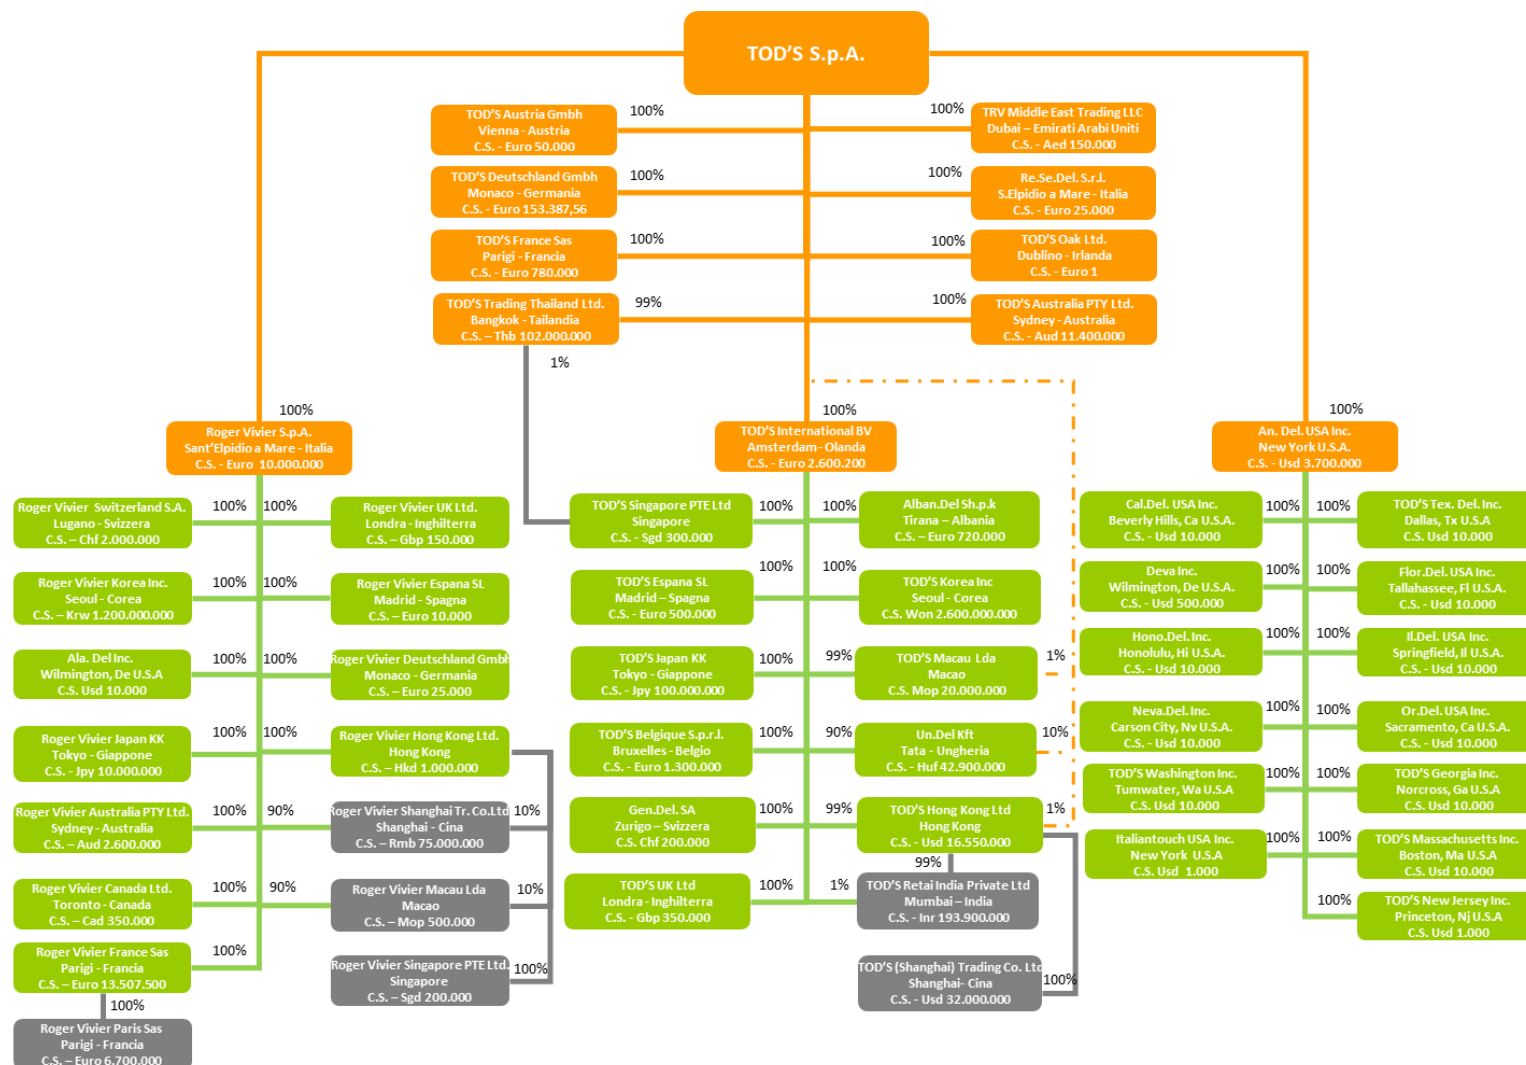 TOD'S S.p.A.
TOD'S Austria Gmbh
Vienna - Austria
C.S. - Euro 50.000
100%
100%
TRV Middle East Trading LLC
Dubai – Emirati Arabi Uniti
C.S. - Aed 150.000
TOD'S Deutschland Gmbh
Monaco - Germania
C.S. - Euro 153.387,56
100%
100%
Re.Se.Del. S.r.l.
S.Elpidio a Mare - Italia
C.S. - Euro 25.000
TOD'S France Sas
Parigi - Francia
C.S. - Euro 780.000
100%
100%
TOD'S Oak Ltd.
Dublino - Irlanda
C.S. - Euro 1
TOD'S Trading Thailand Ltd.
Bangkok - Tailandia
C.S. – Thb 102.000.000
99%
100%
TOD'S Australia PTY Ltd.
Sydney - Australia
C.S. – Aud 11.400.000
1%
100%
Roger Vivier S.p.A.
Sant'Elpidio a Mare - Italia
C.S. - Euro 10.000.000
100%
TOD'S International BV
Amsterdam - Olanda
C.S. - Euro 2.600.200
100%
An. Del. USA Inc.
New York U.S.A.
C.S. - Usd 3.700.000
Roger Vivier Switzerland S.A.
Lugano - Svizzera
C.S. – Chf 2.000.000
100%
100%
Roger Vivier UK Ltd.
Londra - Inghilterra
C.S. – Gbp 150.000
Roger Vivier Korea Inc.
Seoul - Corea
C.S. – Krw 1.200.000.000
100%
100%
Roger Vivier Espana SL
Madrid - Spagna
C.S. – Euro 10.000
Ala. Del Inc.
Wilmington, De U.S.A
C.S. Usd 10.000
100%
100%
Roger Vivier Deutschland Gmbh
Monaco - Germania
C.S. – Euro 25.000
Roger Vivier Japan KK
Tokyo - Giappone
C.S. - Jpy 10.000.000
100%
100%
Roger Vivier Hong Kong Ltd.
Hong Kong
C.S. – Hkd 1.000.000
Roger Vivier Australia PTY Ltd.
Sydney - Australia
C.S. – Aud 2.600.000
100%
90%
Roger Vivier Shanghai Tr. Co.Ltd
Shanghai - Cina
C.S. – Rmb 75.000.000
10%
Roger Vivier Canada Ltd.
Toronto - Canada
C.S. – Cad 350.000
100%
90%
Roger Vivier Macau Lda
Macao
C.S. – Mop 500.000
10%
Roger Vivier France Sas
Parigi - Francia
C.S. – Euro 13.507.500
100%
Roger Vivier Singapore PTE Ltd.
Singapore
C.S. – Sgd 200.000
100%
100%
Roger Vivier Paris Sas
Parigi - Francia
C.S. – Euro 6.700.000
TOD'S Singapore PTE Ltd
Singapore
C.S. - Sgd 300.000
100%
100%
Alban.Del Sh.p.k
Tirana – Albania
C.S. – Euro 720.000
TOD'S Espana SL
Madrid – Spagna
C.S. – Euro 500.000
100%
100%
TOD'S Korea Inc
Seoul - Corea
C.S. Won 2.600.000.000
TOD'S Japan KK
Tokyo - Giappone
C.S. - Jpy 100.000.000
100%
99%
TOD'S Macau Lda
Macao
C.S. Mop 20.000.000
1%
TOD'S Belgique S.p.r.l.
Bruxelles - Belgio
C.S. - Euro 1.300.000
100%
90%
Un.Del Kft
Tata - Ungheria
C.S. - Huf 42.900.000
10%
Gen.Del. SA
Zurigo – Svizzera
C.S. Chf 200.000
100%
99%
TOD'S Hong Kong Ltd
Hong Kong
C.S. - Usd 16.550.000
1%
99%
TOD'S UK Ltd
Londra - Inghilterra
C.S. - Gbp 350.000
100%
1%
TOD'S Retai India Private Ltd
Mumbai – India
C.S. - Inr 193.900.000
TOD'S (Shanghai) Trading Co. Ltd
Shanghai- Cina
C.S. - Usd 32.000.000
100%
Cal.Del. USA Inc.
Beverly Hills, Ca U.S.A.
C.S. - Usd 10.000
100%
100%
TOD'S Tex. Del. Inc.
Dallas, Tx U.S.A
C.S. Usd 10.000
Deva Inc.
Wilmington, De U.S.A.
C.S. - Usd 500.000
100%
100%
Flor.Del. USA Inc.
Tallahassee, Fl U.S.A.
C.S. - Usd 10.000
Hono.Del. Inc.
Honolulu, Hi U.S.A.
C.S. - Usd 10.000
100%
100%
Il.Del. USA Inc.
Springfield, Il U.S.A.
C.S. - Usd 10.000
Neva.Del. Inc.
Carson City, Nv U.S.A.
C.S. - Usd 10.000
100%
100%
Or.Del. USA Inc.
Sacramento, Ca U.S.A.
C.S. - Usd 10.000
TOD'S Washington Inc.
Tumwater, Wa U.S.A
C.S. Usd 10.000
100%
100%
TOD'S Georgia Inc.
Norcross, Ga U.S.A
C.S. Usd 10.000
Italiantouch USA Inc.
New York U.S.A
C.S. Usd 1.000
100%
100%
TOD'S Massachusetts Inc.
Boston, Ma U.S.A
C.S. Usd 10.000
100%
TOD'S New Jersey Inc.
Princeton, Nj U.S.A
C.S. Usd 1.000